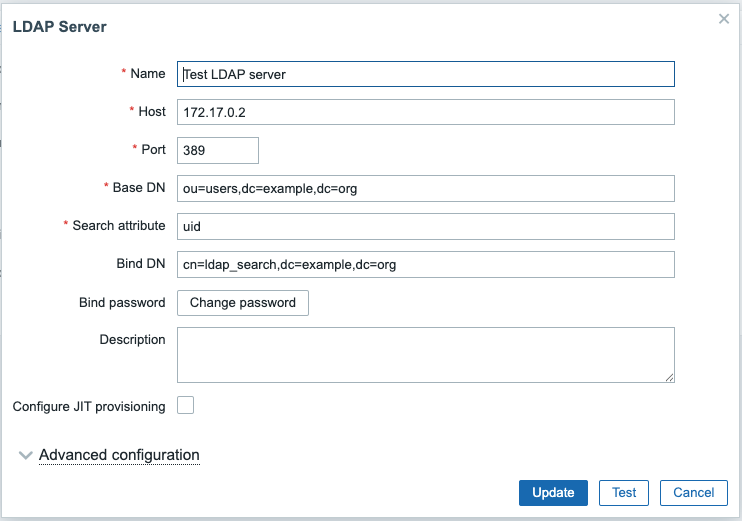 LDAP Server
* Name Test LDAP server
* Host 172.17.0.2
* Port 389
* Base DN ou=users,dc=example,dc=org
* Search attribute uid
Bind DN cn=ldap_search,dc=example,dc=org
Bind password Change password
Description
Configure JIT provisioning
Advanced configuration
Update Test Cancel